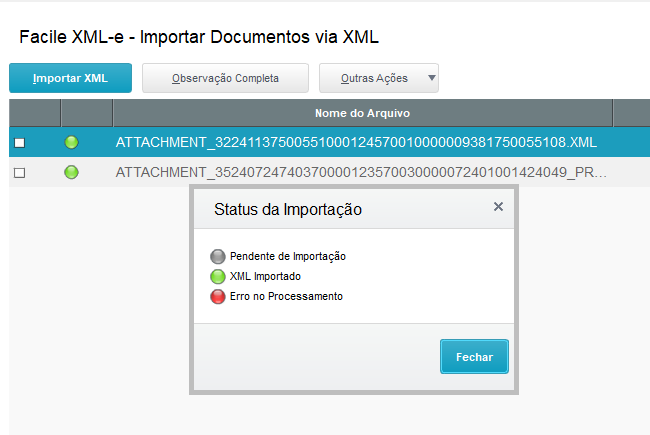 Facile XML-e - Importar Documentos via XML
Importar XML
Observação Completa
Outras Ações
Nome do Arquivo
ATTACHMENT_32241137500551000124570010000009381750055108.XML
ATTACHMENT_35240724740370000123570030000072401001424049_PR...
Status da Importação
Pendente de Importação
XML Importado
Erro no Processamento
Fechar